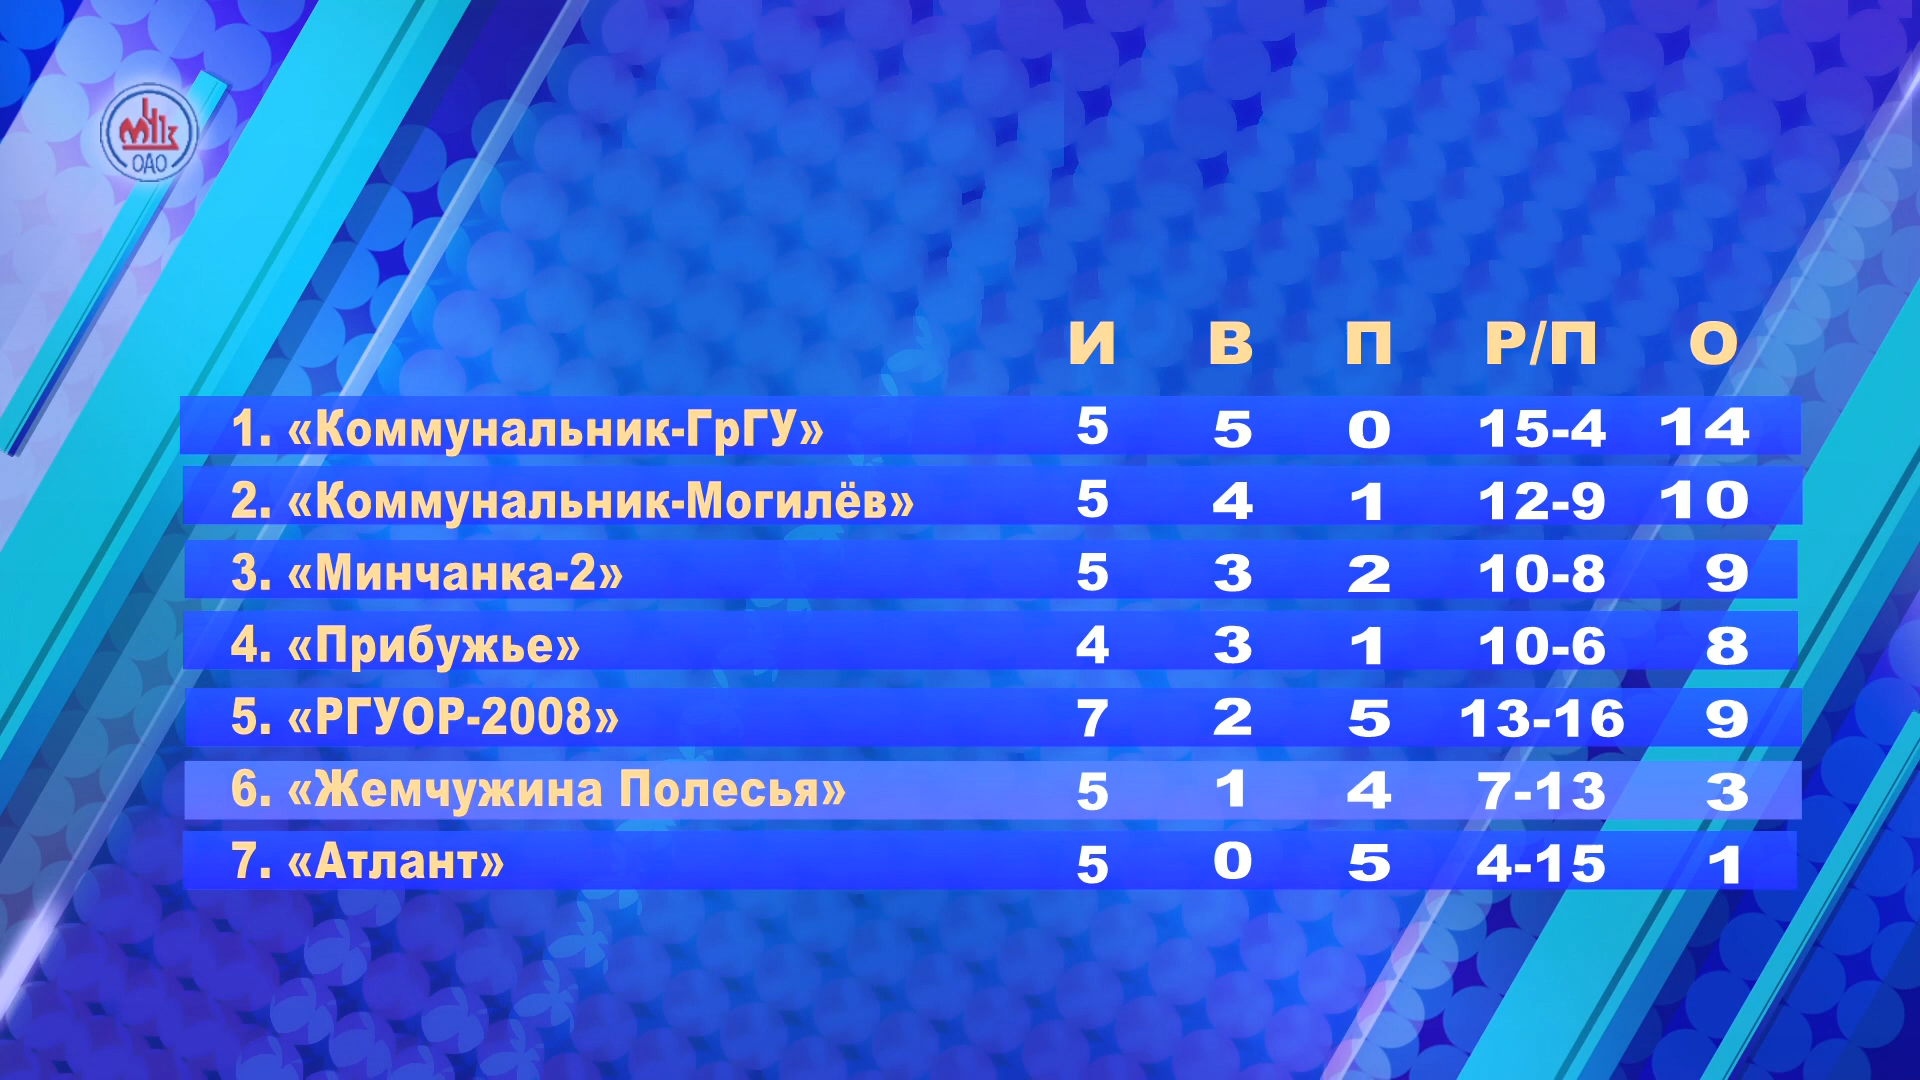 МЧПК
ОАО
И В П Р/П О
1. «Коммунальник-ГрГУ» 5 5 0 15-4 14
2. «Коммунальник-Могилёв» 5 4 1 12-9 10
3. «Минчанка-2» 5 3 2 10-8 9
4. «Прибужье» 4 3 1 10-6 8
5. «РГУОР-2008» 7 2 5 13-16 9
6. «Жемчужина Полесья» 5 1 4 7-13 3
7. «Атлант» 5 0 5 4-15 1